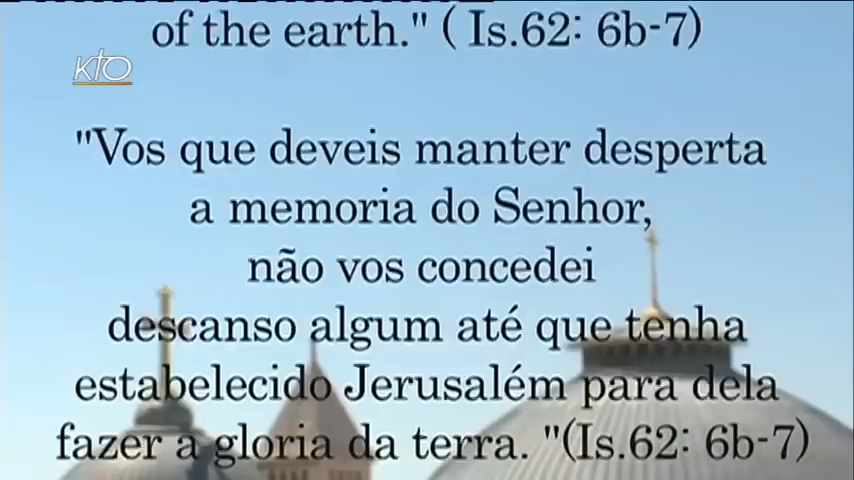 of the earth." ( Is.62: 6b-7)
kto
"Vos que deveis manter desperta
a memoria do Senhor,
não vos concedei
descanso algum até que tenha
estabelecido Jerusalém para dela
fazer a gloria da terra. "(Is.62: 6b-7)